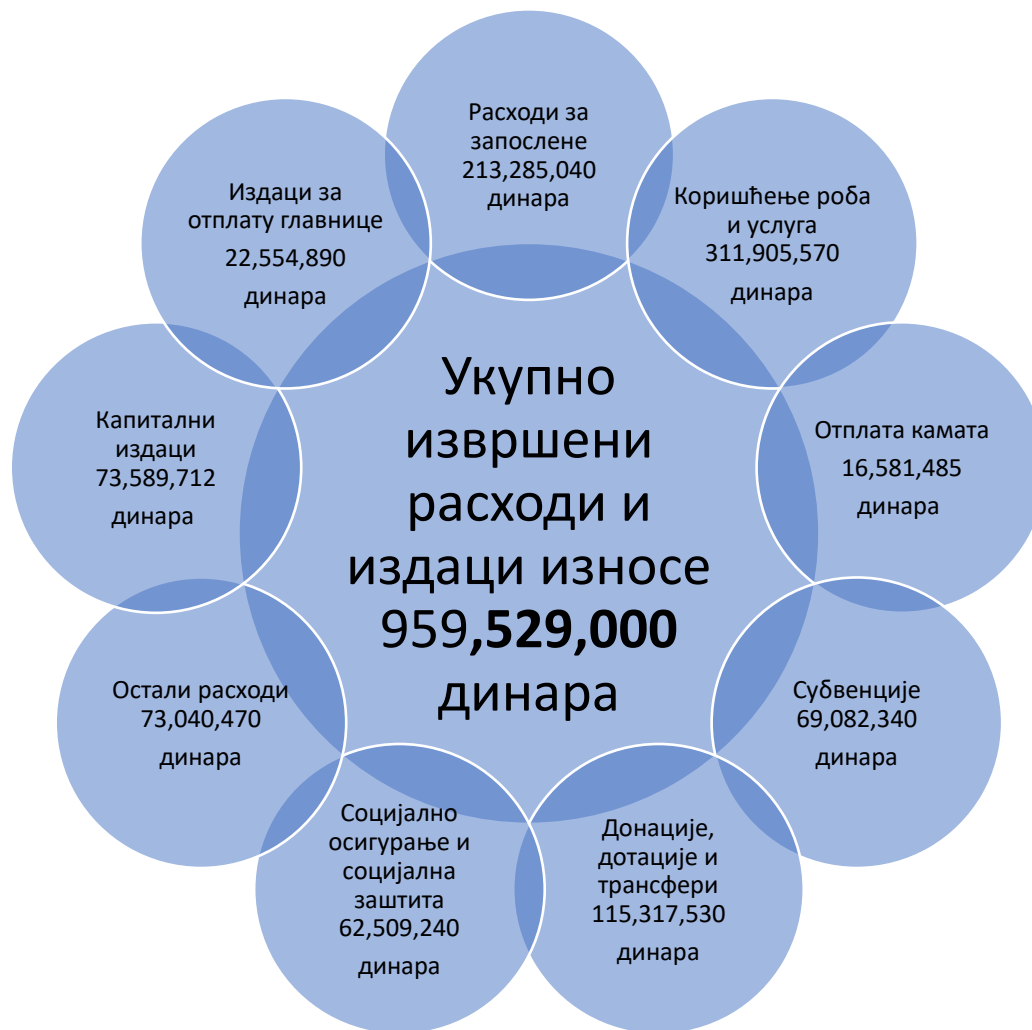 Расходи за
запослене
213,285,040
динара
Коришћење роба
и услуга
311,905,570
динара
Отплата камата
16,581,485
динара
Субвенције
69,082,340
динара
Донације,
дотације и
трансфери
115,317,530
динара
Социјално
осигурање и
социјална
заштита
62,509,240
динара
Остали расходи
73,040,470
динара
Капитални
издаци
73,589,712
динара
Издаци за
отплату главнице
22,554,890
динара
Укупно
извршени
расходи и
издаци износе
959,529,000
динара